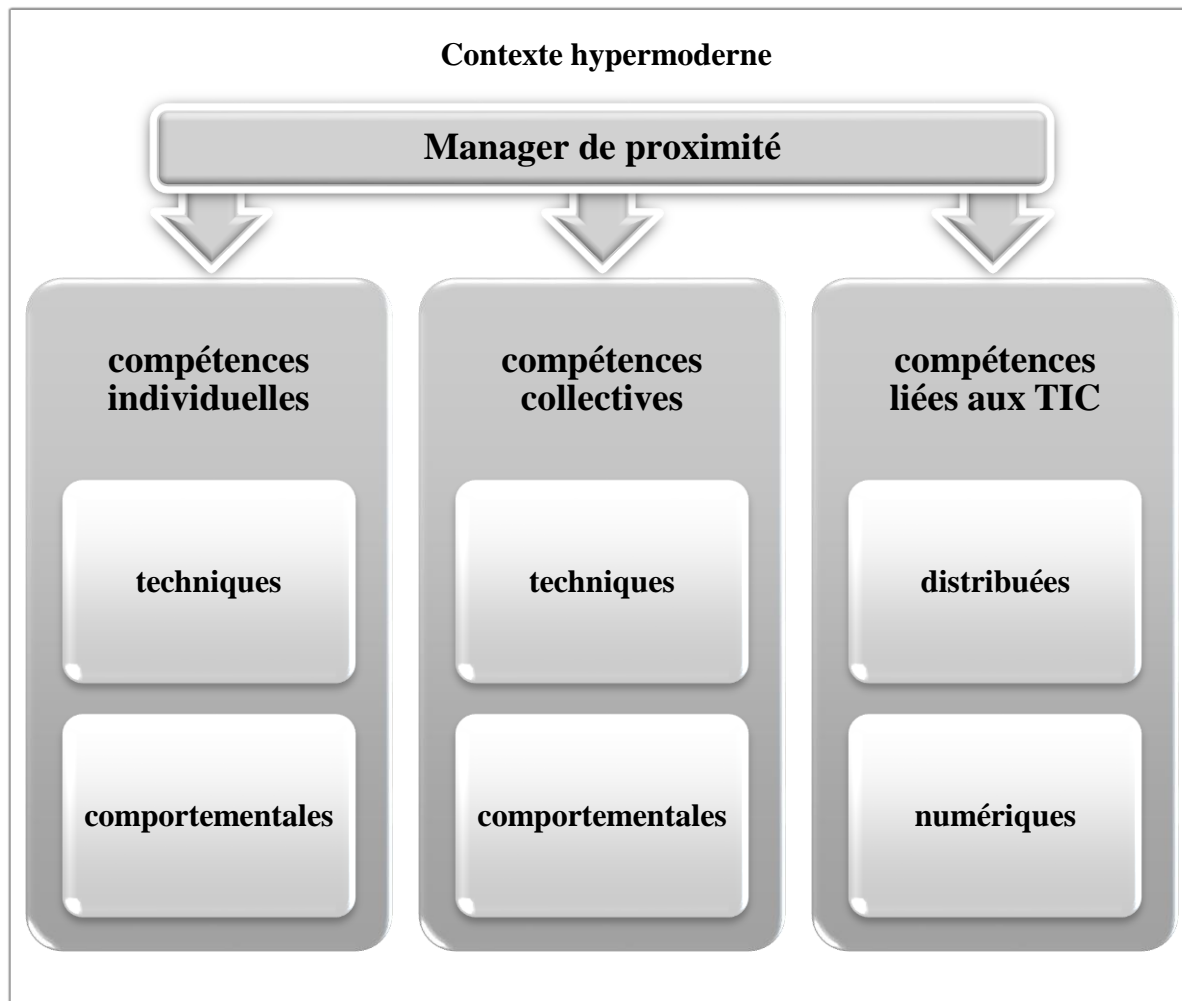 Contexte hypermoderne
Manager de proximité
compétences
individuelles
techniques
comportementales
compétences
collectives
techniques
comportementales
compétences
liées aux TIC
distribuées
numériques